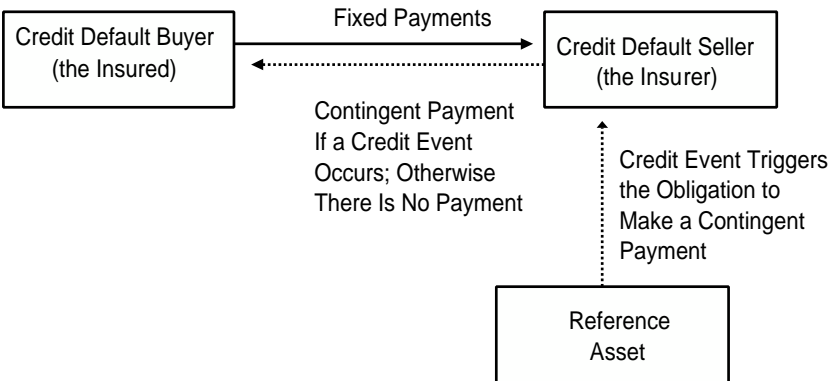 Fixed Payments
Credit Default Buyer
(the Insured)
Credit Default Seller
(the Insurer)
Contingent Payment
If a Credit Event
Occurs; Otherwise
There Is No Payment
Credit Event Triggers
the Obligation to
Make a Contingent
Payment
Reference
Asset